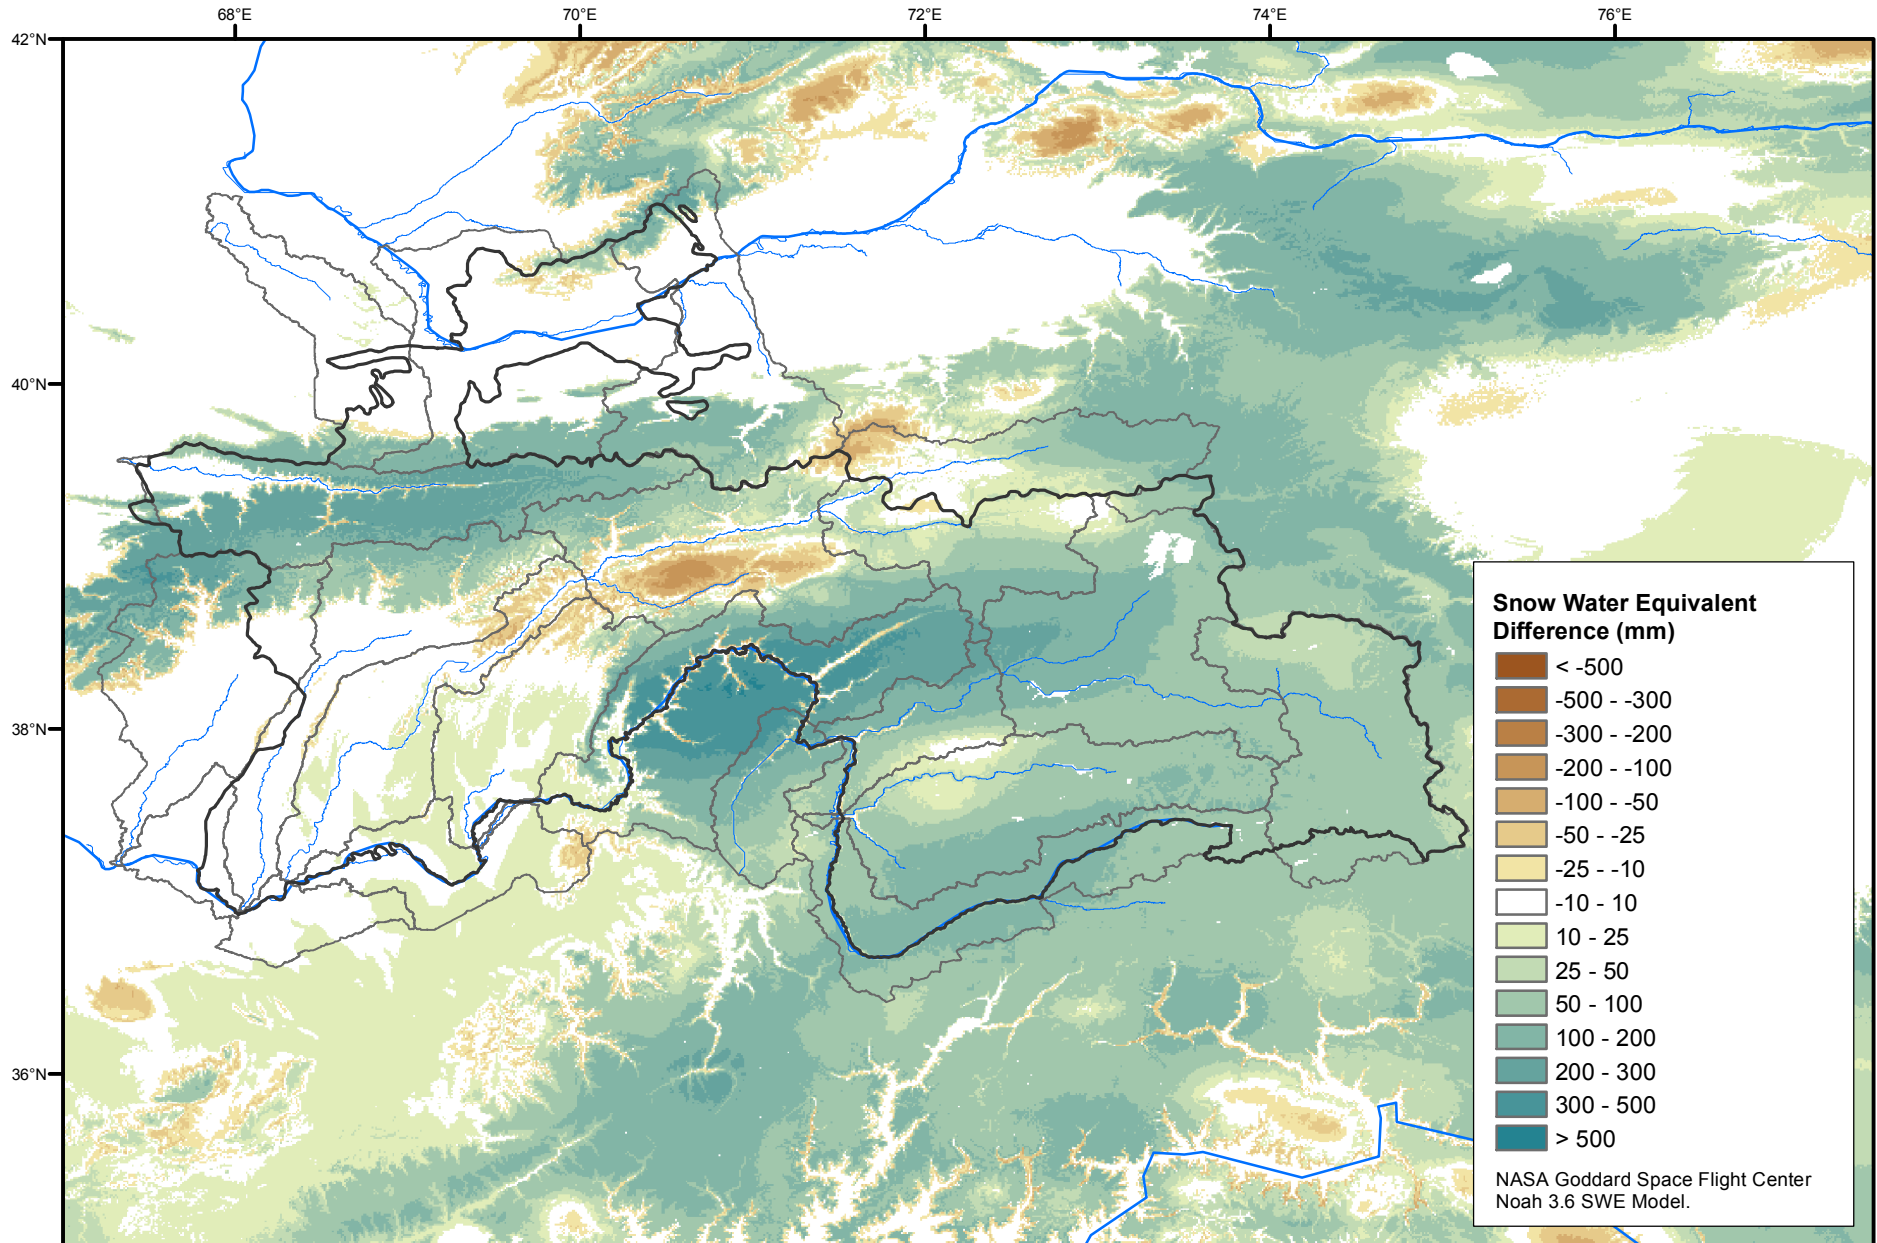 68°E
70°E
72°E
74°E
76°E
42°N
40°N
38°N
36°N
Snow Water Equivalent
Difference (mm)
< -500
-500 - -300
-300 - -200
-200 - -100
-100 - -50
-50 - -25
-25 - -10
-10 - 10
10 - 25
25 - 50
50 - 100
100 - 200
200 - 300
300 - 500
> 500
NASA Goddard Space Flight Center
Noah 3.6 SWE Model.